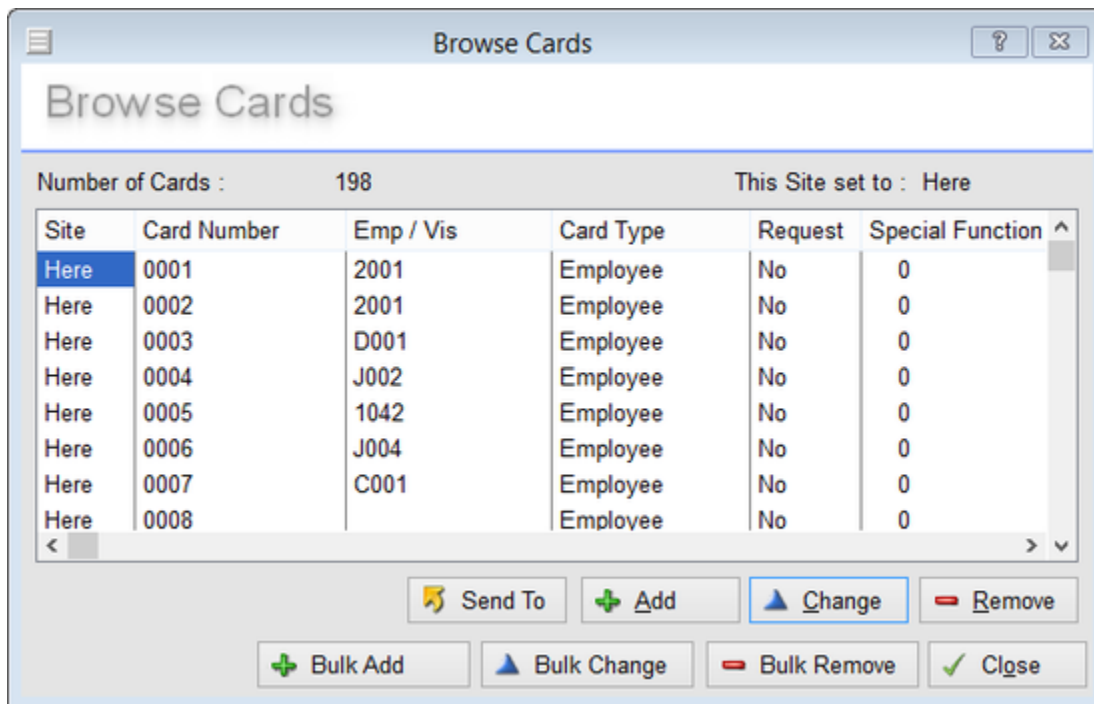 Browse Cards
Browse Cards
Number of Cards : 198 This Site set to : Here
Site Card Number Emp / Vis Card Type Request Special Function
Here 0001 2001 Employee No 0
Here 0002 2001 Employee No 0
Here 0003 D001 Employee No 0
Here 0004 J002 Employee No 0
Here 0005 1042 Employee No 0
Here 0006 J004 Employee No 0
Here 0007 C001 Employee No 0
Here 0008 Employee No 0
Send To Add Change Remove
Bulk Add Bulk Change Bulk Remove Close